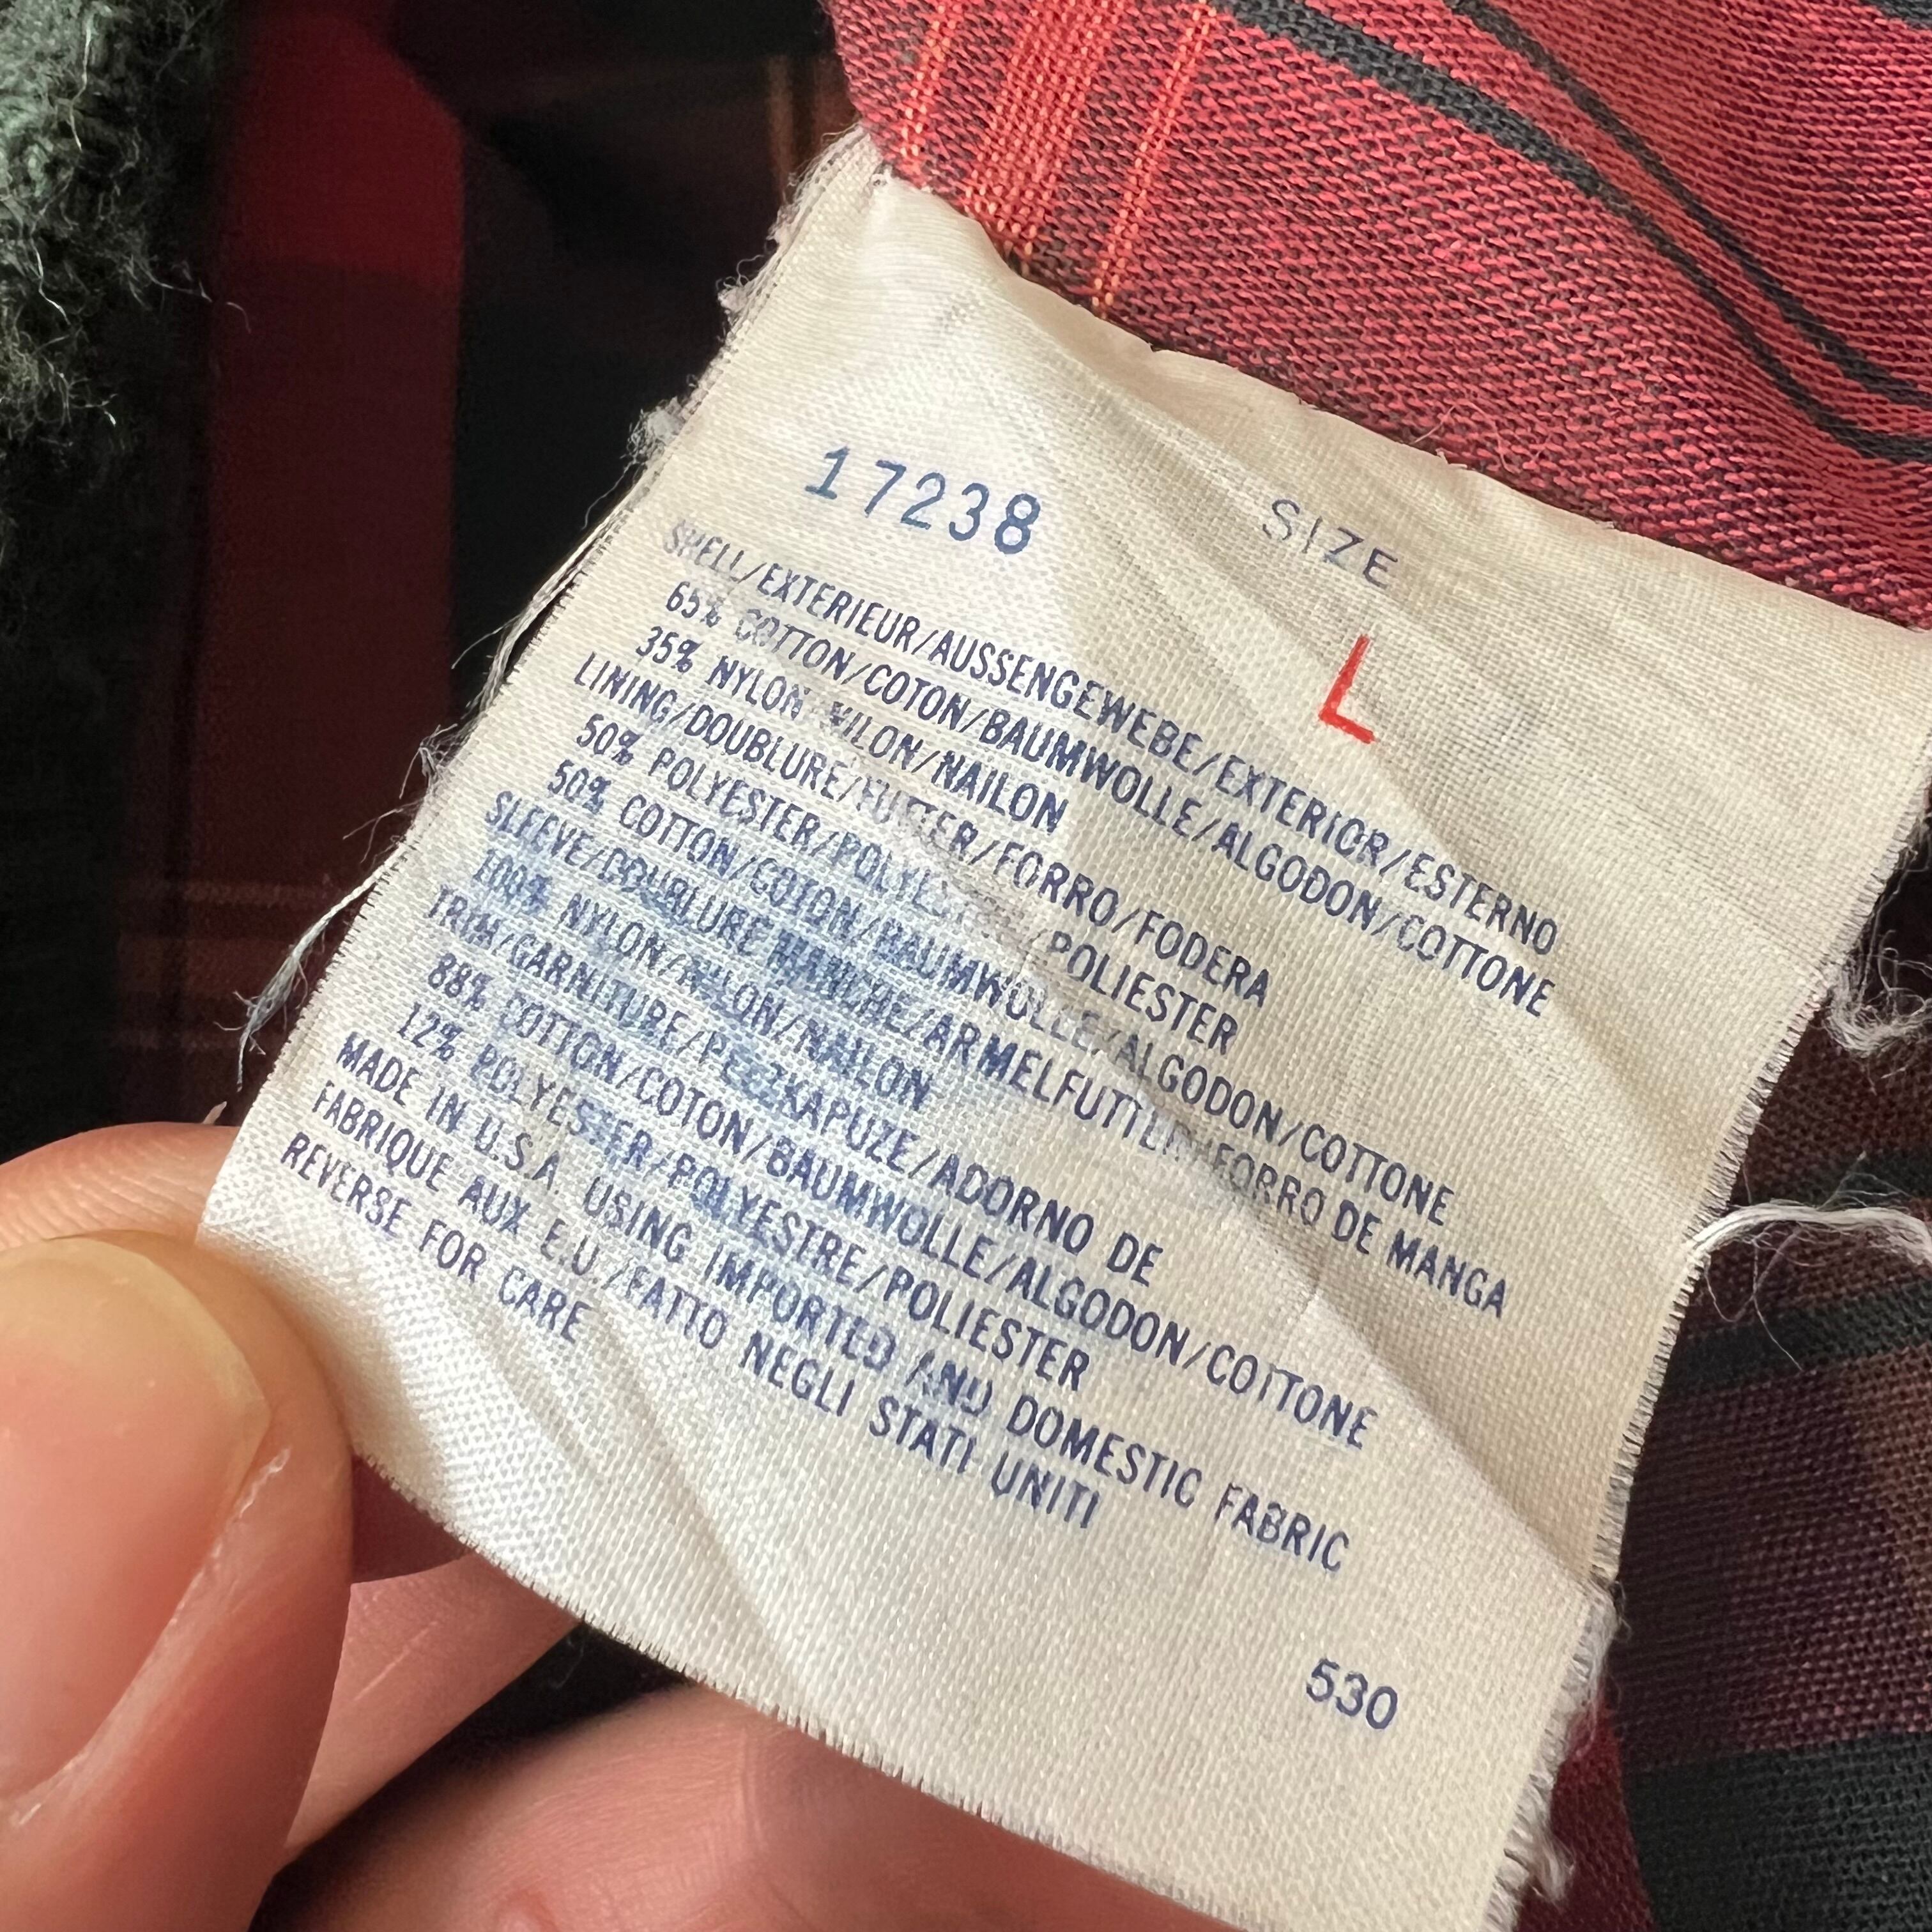 17238
SIZE
L
SHELL/EXTERIEUR/AUSSENGEWEBE/EXTERIOR/ESTERNO
65% COTTON/COTON/BAUMWOLLE/ALGODON/COTTONE
35% NYLON/NILON/NAILON
LINING/DOUBLURE/FUTTER/FORRO/FODERA
50% POLYESTER/POLYESTRE/POLIESTER
50% COTTON/COTON/BAUMWOLLE/ALGODON/COTTONE
SLEEVE/DOUBLURE MANCHE/ARMELFUTTER/FORRO DE MANGA
100% NYLON/NILON/NAILON
TRIM/GARNITURE/PELZKAPUZE/ADORNO DE
88% COTTON/COTON/BAUMWOLLE/ALGODON/COTTONE
12% POLYESTER/POLYESTRE/POLIESTER
MADE IN U.S.A. USING IMPORTED AND DOMESTIC FABRIC
FABRIQUE AUX E.U./FATTO NEGLI STATI UNITI
REVERSE FOR CARE
530